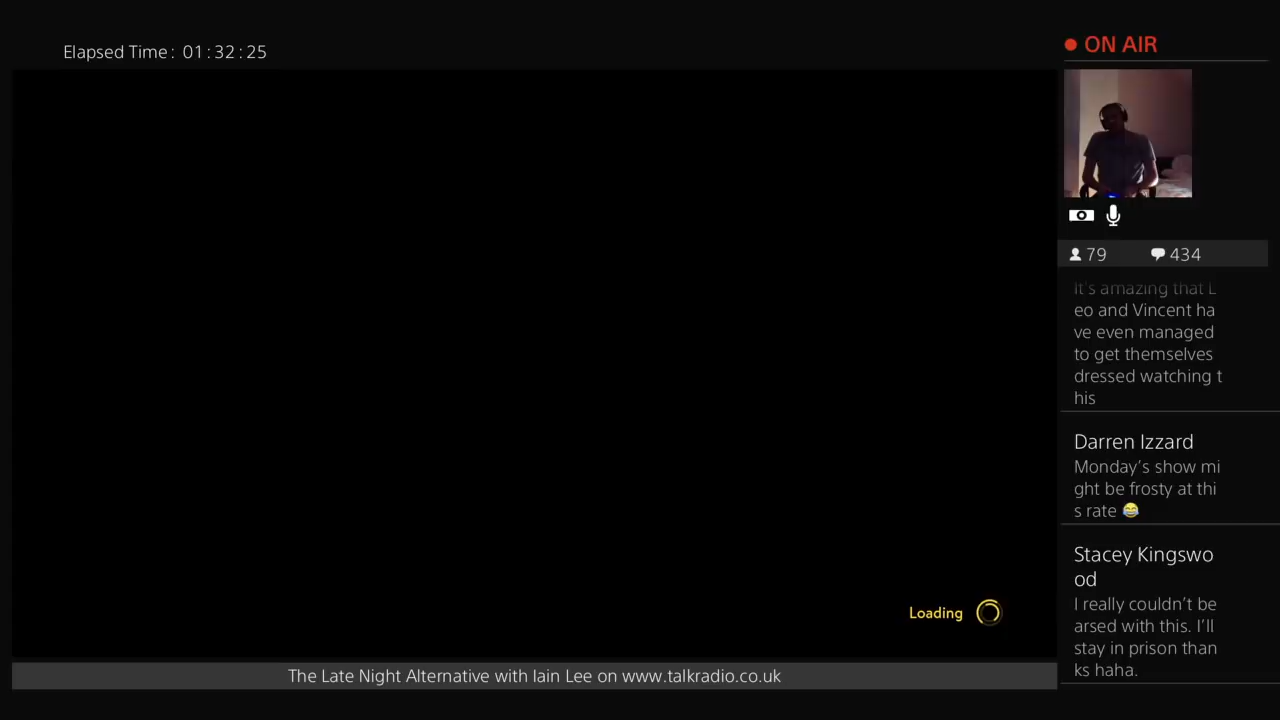 Elapsed Time: 01:32:25
ON AIR
79 434
It's amazing that L
eo and Vincent ha
ve even managed
to get themselves
dressed watching t
his
Darren Izzard
Monday's show mi
ght be frosty at thi
s rate 😂
Stacey Kingswo
od
I really couldn't be
arsed with this. I'll
stay in prison than
ks haha.
Loading
The Late Night Alternative with Iain Lee on www.talkradio.co.uk